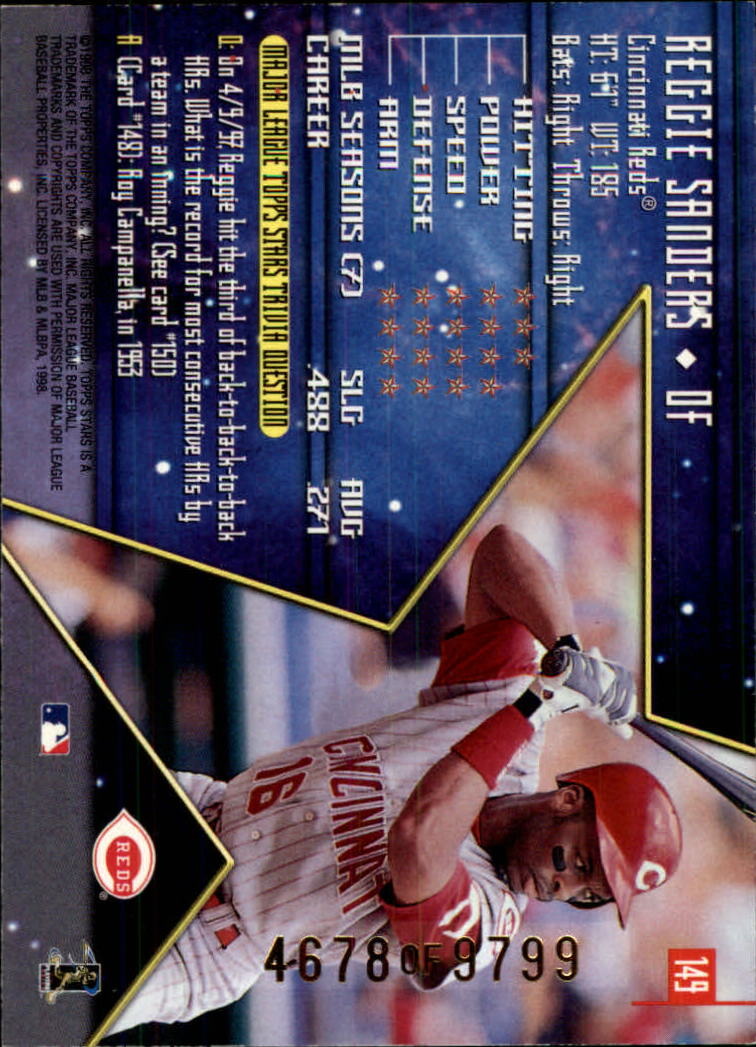 REGGIE SANDERS ◆ OF
149
Cincinnati Reds®
HT: 6'1" WT: 185
Bats: Right Throws: Right
HITTING ★★★
POWER ★★★★
SPEED ★★★★
DEFENSE ★★★★
ARM ★★★★
MLB SEASONS (7) SLG AVG
CAREER .488 .271
MAJOR LEAGUE TOPPS STARS TRIVIA QUESTION
Q: On 4/9/97, Reggie hit the third of back-to-back-to-back
HRs. What is the record for most consecutive HRs by
a team in an inning? (See card #150)
A (Card #148): Roy Campanella, in 1953
©1998 THE TOPPS COMPANY, INC. ALL RIGHTS RESERVED. TOPPS STARS IS A
TRADEMARK OF THE TOPPS COMPANY, INC. MAJOR LEAGUE BASEBALL
TRADEMARKS AND COPYRIGHTS ARE USED WITH PERMISSION OF MAJOR LEAGUE
BASEBALL PROPERTIES, INC. LICENSED BY MLB & MLBPA, 1998.
CINCINNATI
16
C
4678 OF 9799
REDS®